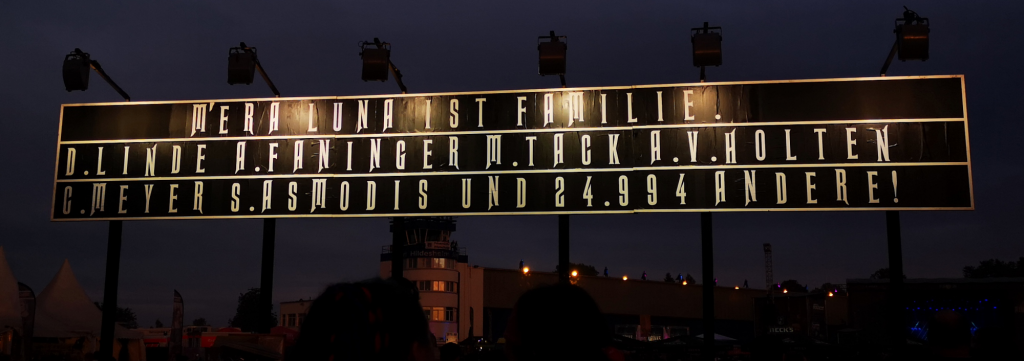 M'ERA LUNA IST FAMILIE.
D.LINDE A.FANINGER M.TACK A.V.HOLTEN
C.MEYER S.ASMODIS UND 24.994 ANDERE!